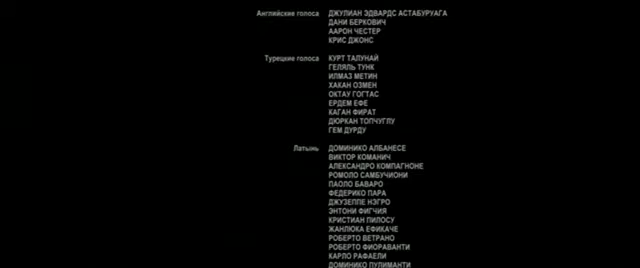 Английские голоса ДЖУЛИАН ЭДВАРДС АСТАБУРУАГА
ДАНИ БЕРКОВИЧ
ААРОН ЧЕСТЕР
КРИС ДЖОНС
Турецкие голоса КУРТ ТАЛУНАЙ
ГЕЛЯЛЬ ТУНК
ИЛМАЗ МЕТИН
ХАКАН ОЗМЕН
ОКТАУ ГОГТАС
ЕРДЕМ ЕФЕ
КАГАН ФИРАТ
ДЮРКАН ТОПЧУГЛУ
ГЕМ ДУРДУ
Латынь ДОМИНИКО АЛБАНЕСЕ
ВИКТОР КОМАНИЧ
АЛЕКСАНДРО КОМПАГНОНЕ
РОМОЛО САМБУЧИОНИ
ПАОЛО БАВАРО
ФЕДЕРИКО ПАРА
ДЖУЗЕППЕ НЭГРО
ЭНТОНИ ФИГЧИЯ
КРИСТИАН ПИЛОСУ
ЖАНЛЮКА ЕФИКАЧЕ
РОБЕРТО ВЕТРАНО
РОБЕРТО ФИОРАВАНТИ
КАРЛО РАФАЕЛИ
ДОМИНИКО ПУЛИМАНТИ